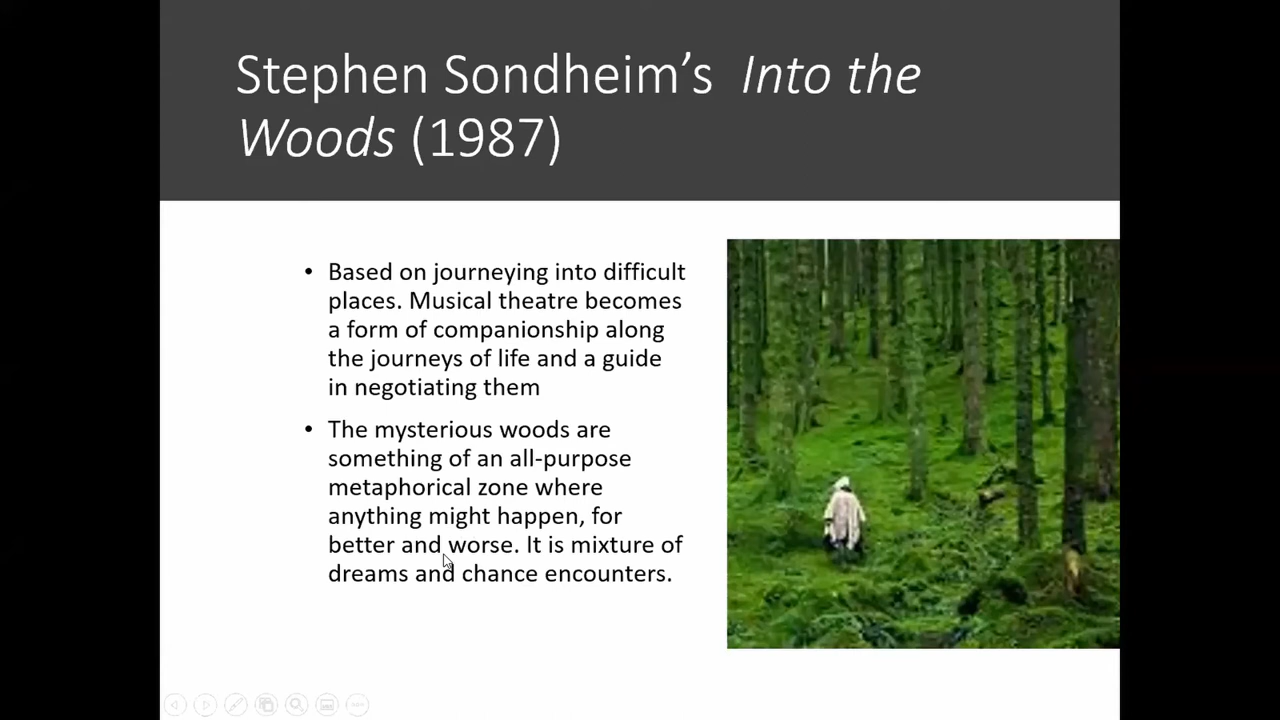 Stephen Sondheim’s Into the
Woods (1987)
• Based on journeying into difficult
places. Musical theatre becomes
a form of companionship along
the journeys of life and a guide
in negotiating them
• The mysterious woods are
something of an all-purpose
metaphorical zone where
anything might happen, for
better and worse. It is mixture of
dreams and chance encounters.